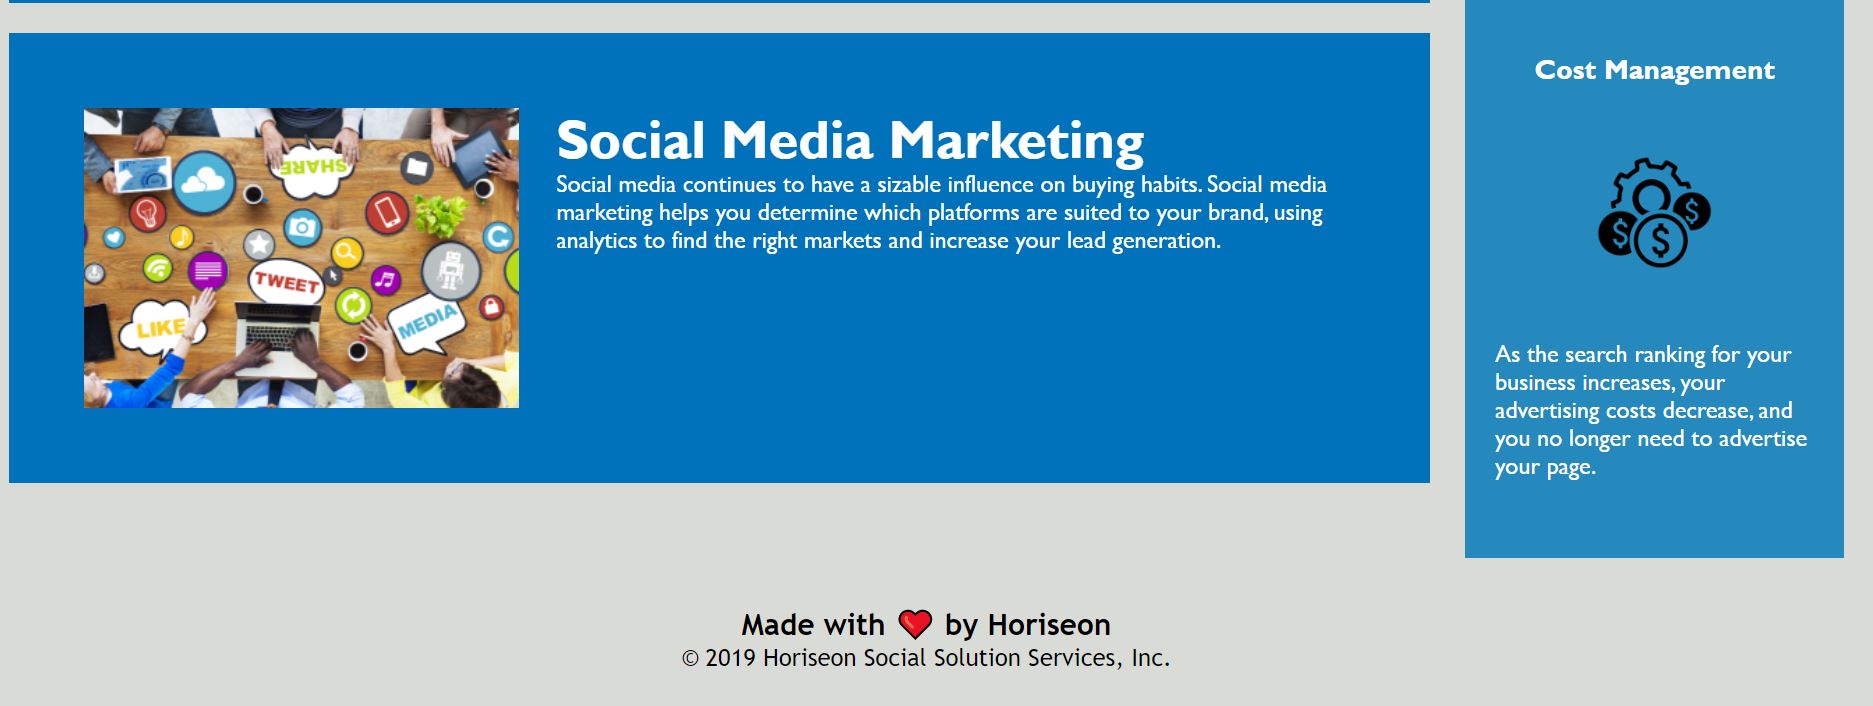 Social Media Marketing
Social media continues to have a sizable influence on buying habits. Social media
marketing helps you determine which platforms are suited to your brand, using
analytics to find the right markets and increase your lead generation.
SHARE
TWEET
LIKE
MEDIA
Cost Management
$ $ $
As the search ranking for your
business increases, your
advertising costs decrease, and
you no longer need to advertise
your page.
Made with ❤ by Horiseon
© 2019 Horiseon Social Solution Services, Inc.